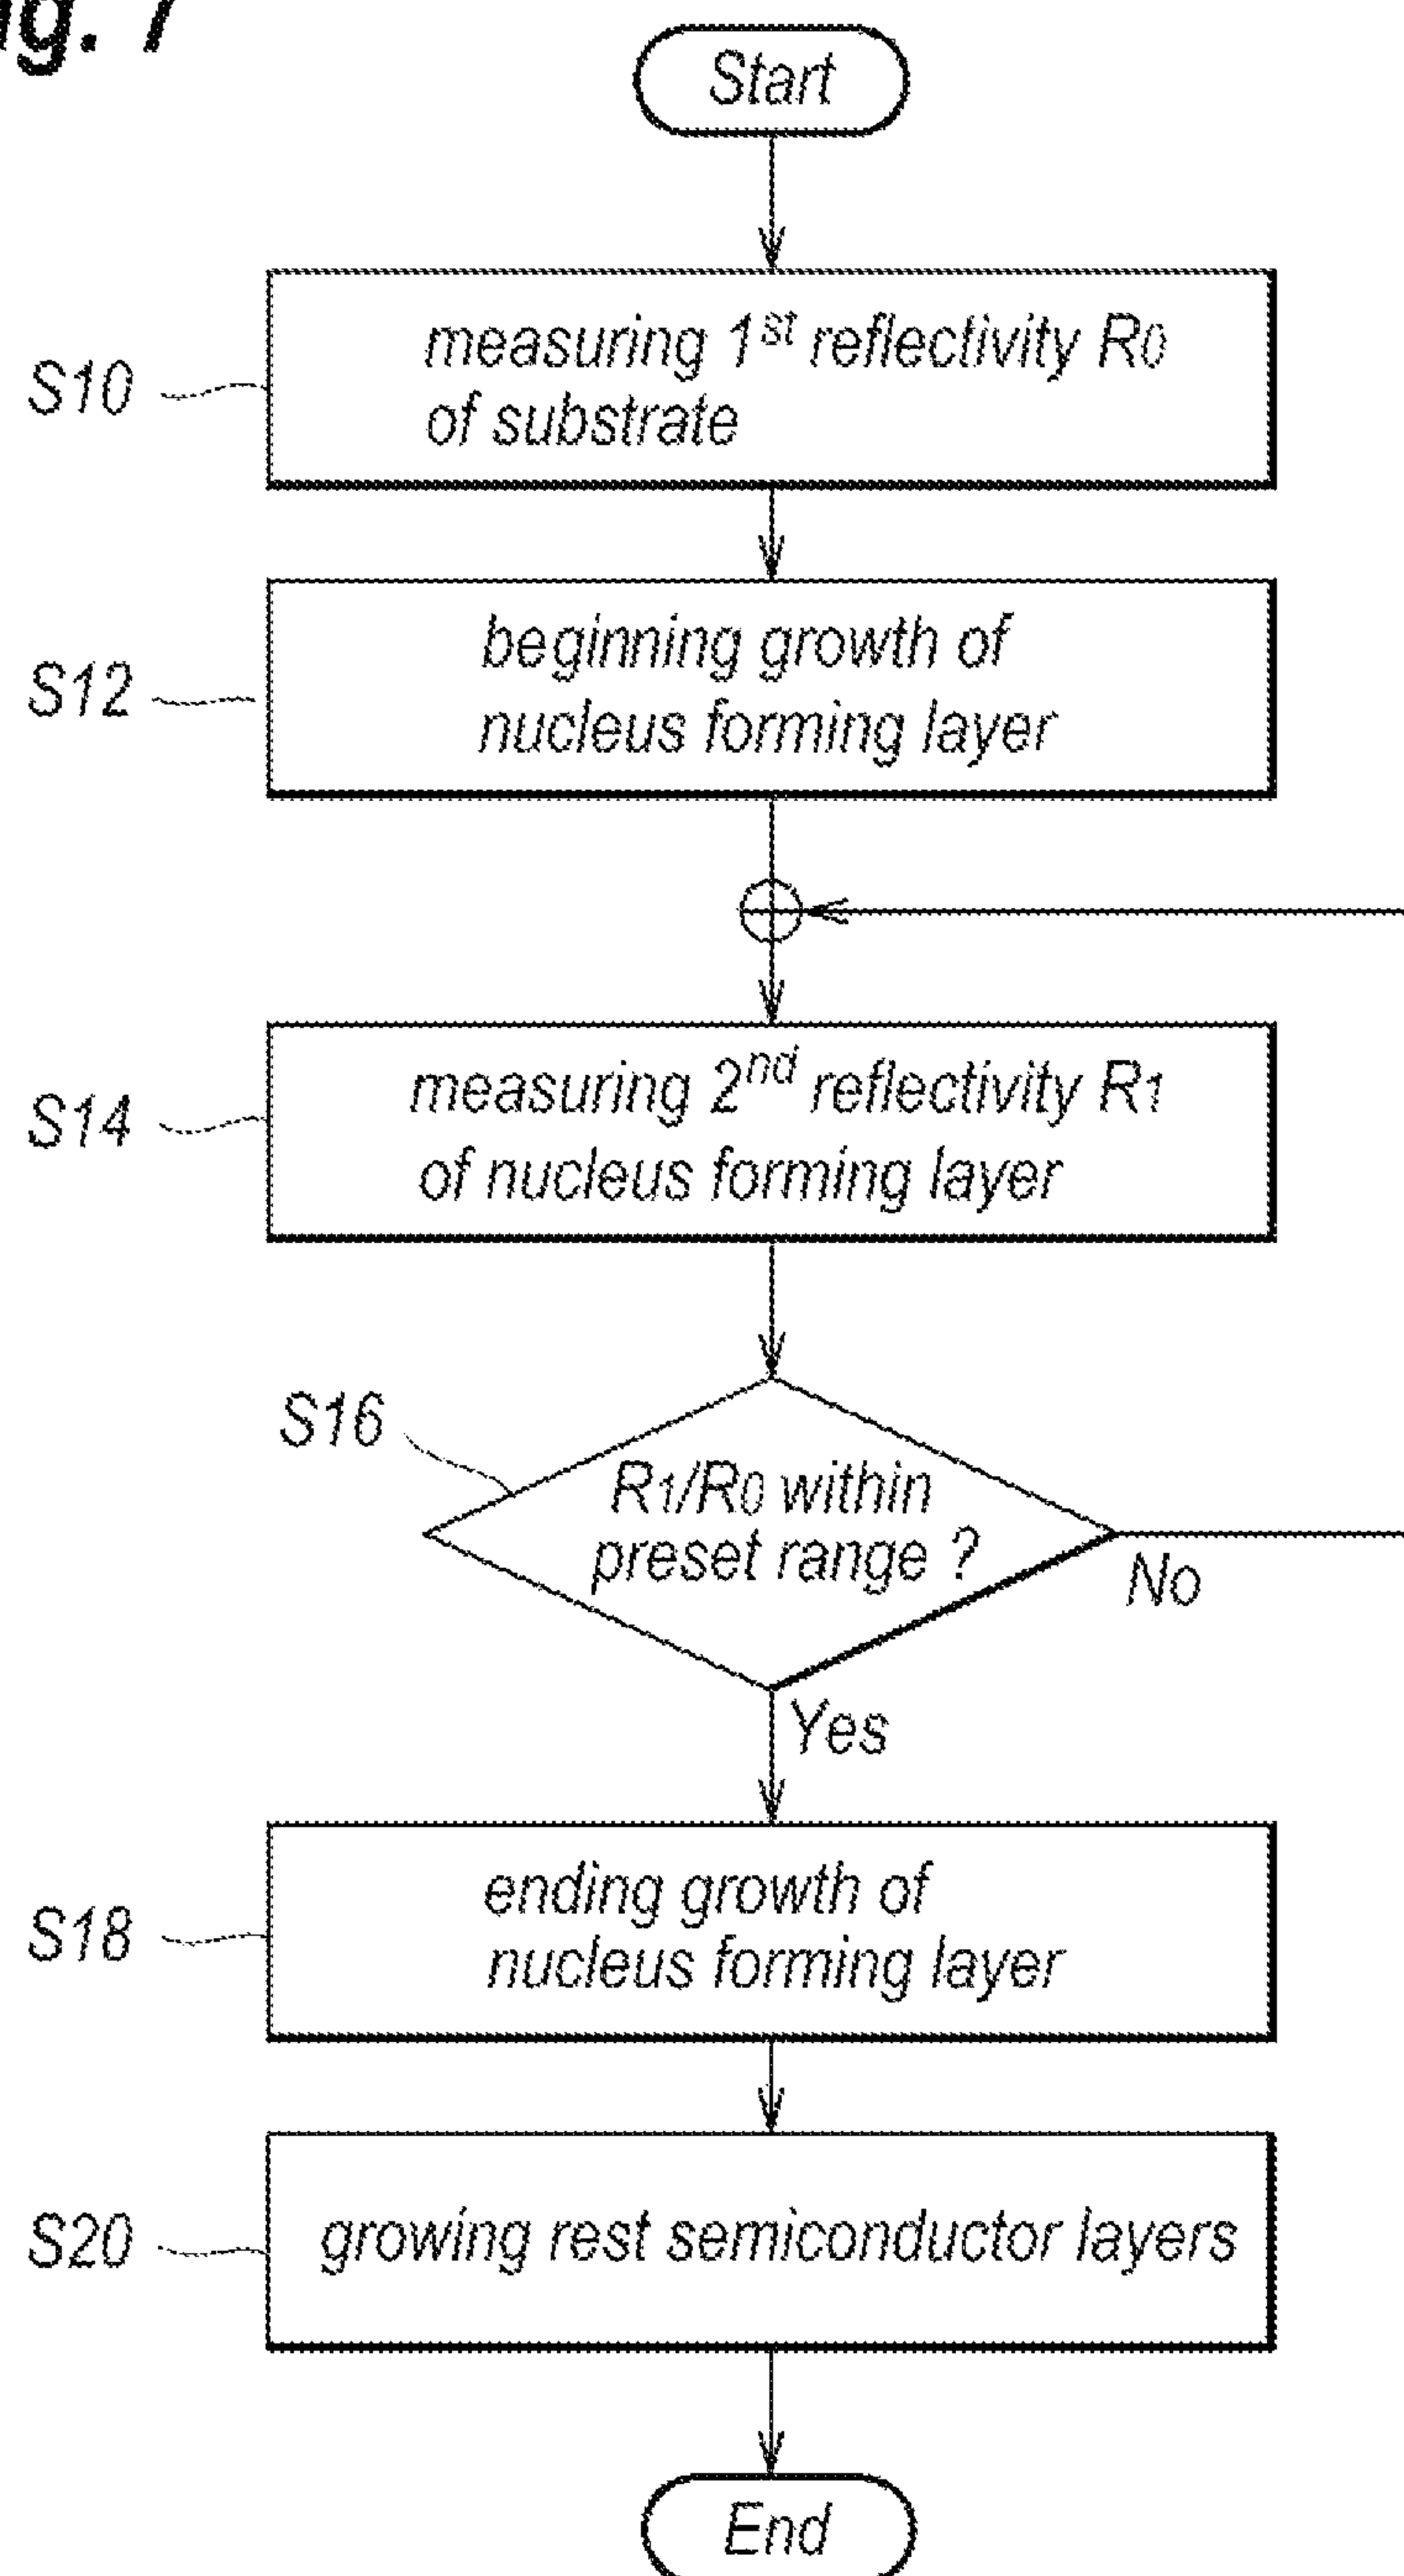 Start
S10
measuring 1st reflectivity R0
of substrate
S12
beginning growth of
nucleus forming layer
S14
measuring 2nd reflectivity R1
of nucleus forming layer
S16
R1/R0 within
preset range ?
No
Yes
S18
ending growth of
nucleus forming layer
S20
growing rest semiconductor layers
End